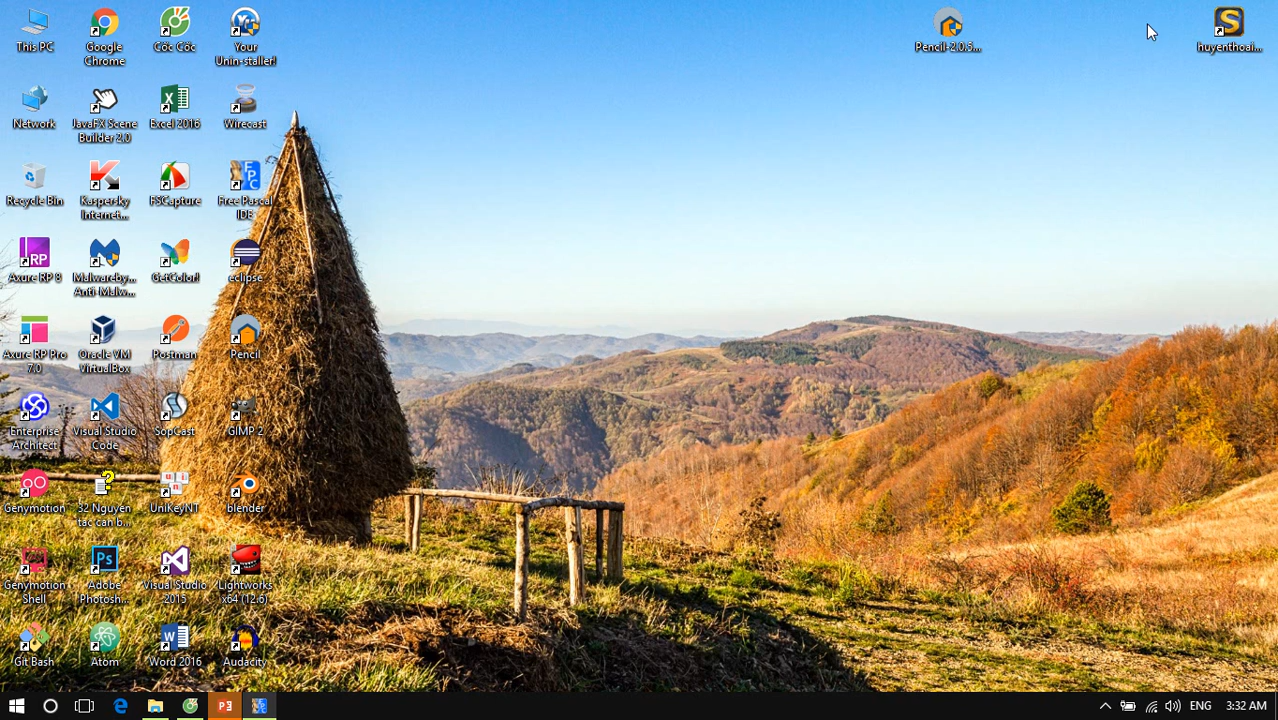 This PC
Google
Chrome
Cốc Cốc
Your
Unin-staller!
Pencil-2.0.5...
huyenthoai...
Network
JavaFX Scene
Builder 2.0
Excel 2016
Wirecast
Recycle Bin
Kaspersky
Internet...
FSCapture
Free Pascal
IDE
Axure RP 8
Malwareby...
Anti-Malw...
GetColor!
eclipse
Axure RP Pro
7.0
Oracle VM
VirtualBox
Postman
Pencil
Enterprise
Architect
Visual Studio
Code
SopCast
GIMP 2
Genymotion
32 Nguyen
tac can b...
UniKeyNT
blender
Genymotion
Shell
Adobe
Photosh...
Visual Studio
2015
Lightworks
x64 (12.6)
Git Bash
Atom
Word 2016
Audacity
ENG
3:32 AM